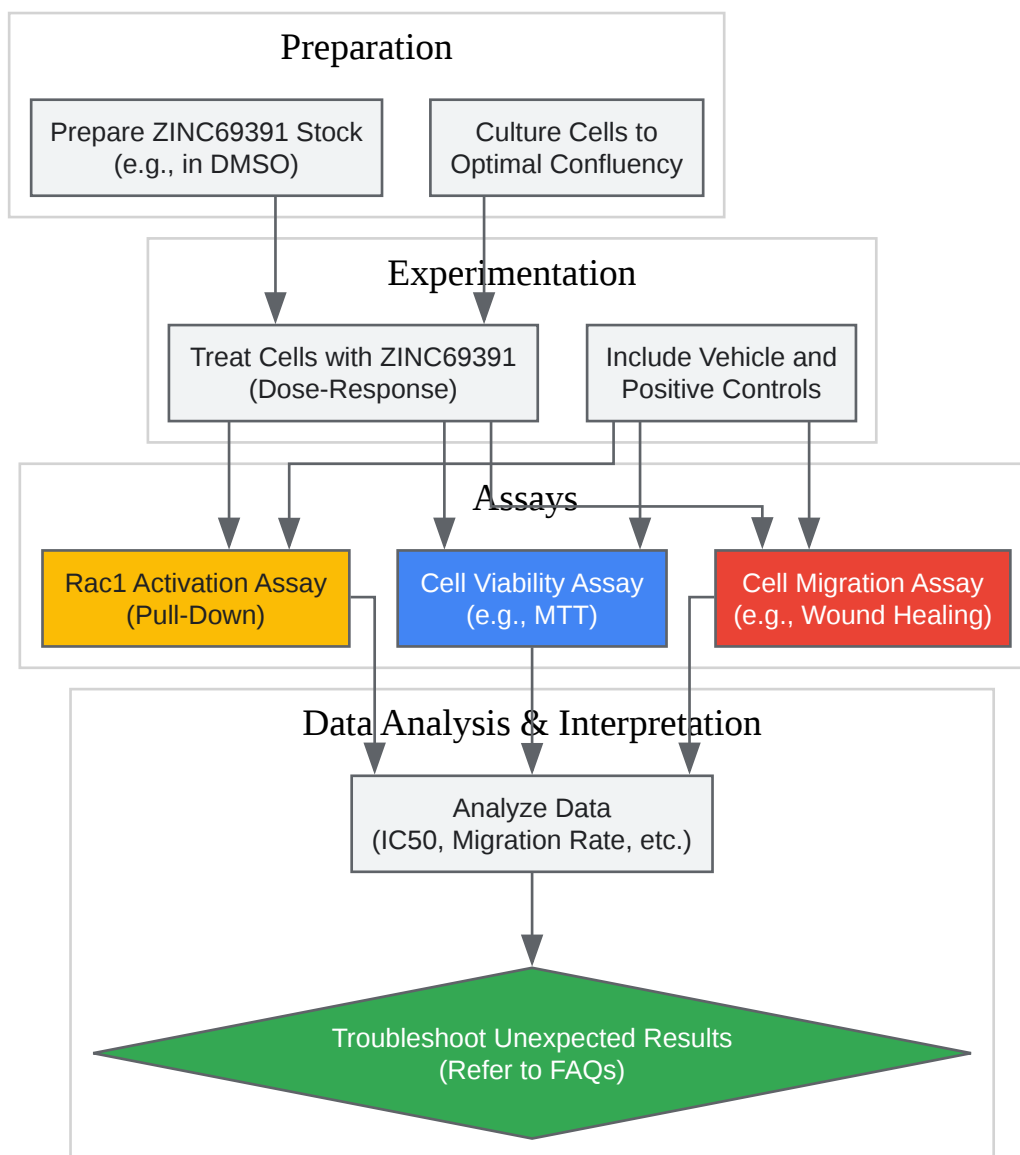 Preparation
Prepare ZINC69391 Stock
(e.g., in DMSO)
Culture Cells to
Optimal Confluency
Experimentation
Treat Cells with ZINC69391
(Dose-Response)
Include Vehicle and
Positive Controls
Assays
Rac1 Activation Assay
(Pull-Down)
Cell Viability Assay
(e.g., MTT)
Cell Migration Assay
(e.g., Wound Healing)
Data Analysis & Interpretation
Analyze Data
(IC50, Migration Rate, etc.)
Troubleshoot Unexpected Results
(Refer to FAQs)